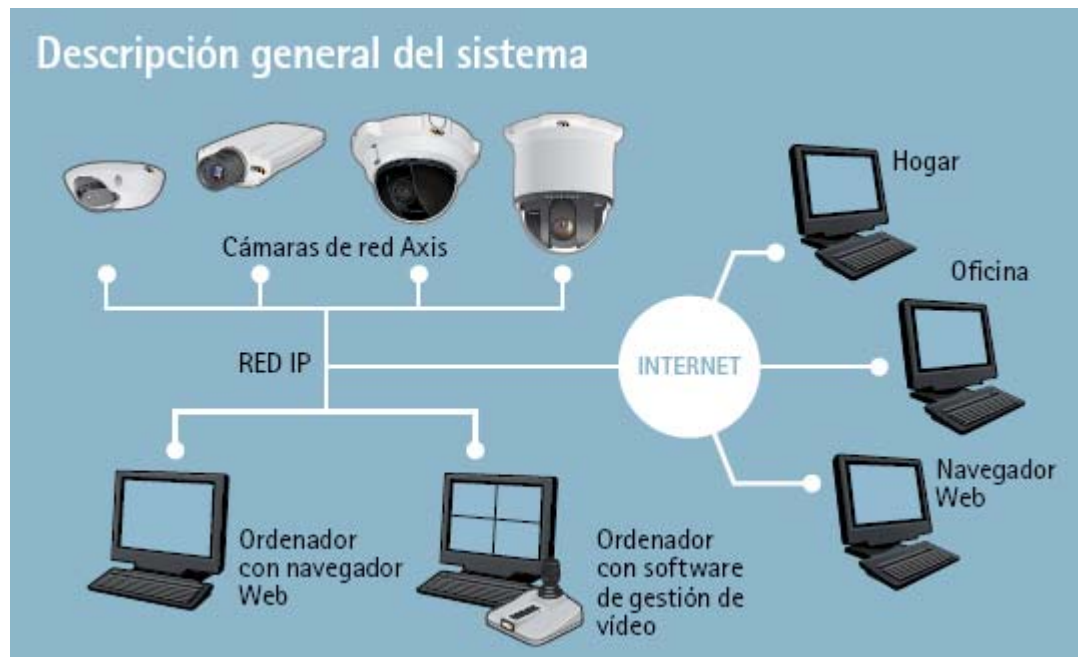 Descripción general del sistema
Cámaras de red Axis
Hogar
Oficina
RED IP
INTERNET
Navegador
Web
Ordenador
con navegador
Web
Ordenador
con software
de gestión de
vídeo